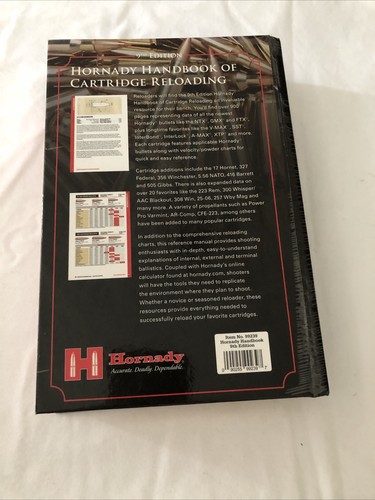 9th Edition
Hornady Handbook of
Cartridge Reloading
Reloaders will find the 9th Edition Hornady
Handbook of Cartridge Reloading an invaluable
resource for their bench. You'll find over 900
pages representing data of all the newest
Hornady® bullets like the NTX®, GMX® and FTX®,
plus longtime favorites like the V-MAX™, SST®,
InterBond®, InterLock®, A-MAX®, XTP® and more.
Each cartridge features applicable Hornady
bullets along with velocity/powder charts for
quick and easy reference.
Cartridge additions include the 17 Hornet, 327
Federal, 356 Winchester, 5.56 NATO, 416 Barrett
and 505 Gibbs. There is also expanded data on
over 20 favorites like the 223 Rem, 300 Whisper/
AAC Blackout, 308 Win, 25-06, 257 Wby Mag and
many more. A variety of propellants such as Power
Pro Varmint, AR-Comp, CFE-223, among others
have been added to many popular cartridges.
In addition to the comprehensive reloading
charts, this reference manual provides shooting
enthusiasts with in-depth, easy-to-understand
explanations of internal, external and terminal
ballistics. Coupled with Hornady's online
calculator found at hornady.com, shooters
will have the tools they need to replicate
the environment where they plan to shoot.
Whether a novice or seasoned reloader, these
resources provide everything needed to
successfully reload your favorite cartridges.
H Hornady
Accurate. Deadly. Dependable.
Item No. 99239
Hornady Handbook
9th Edition
0 90255 99239 7